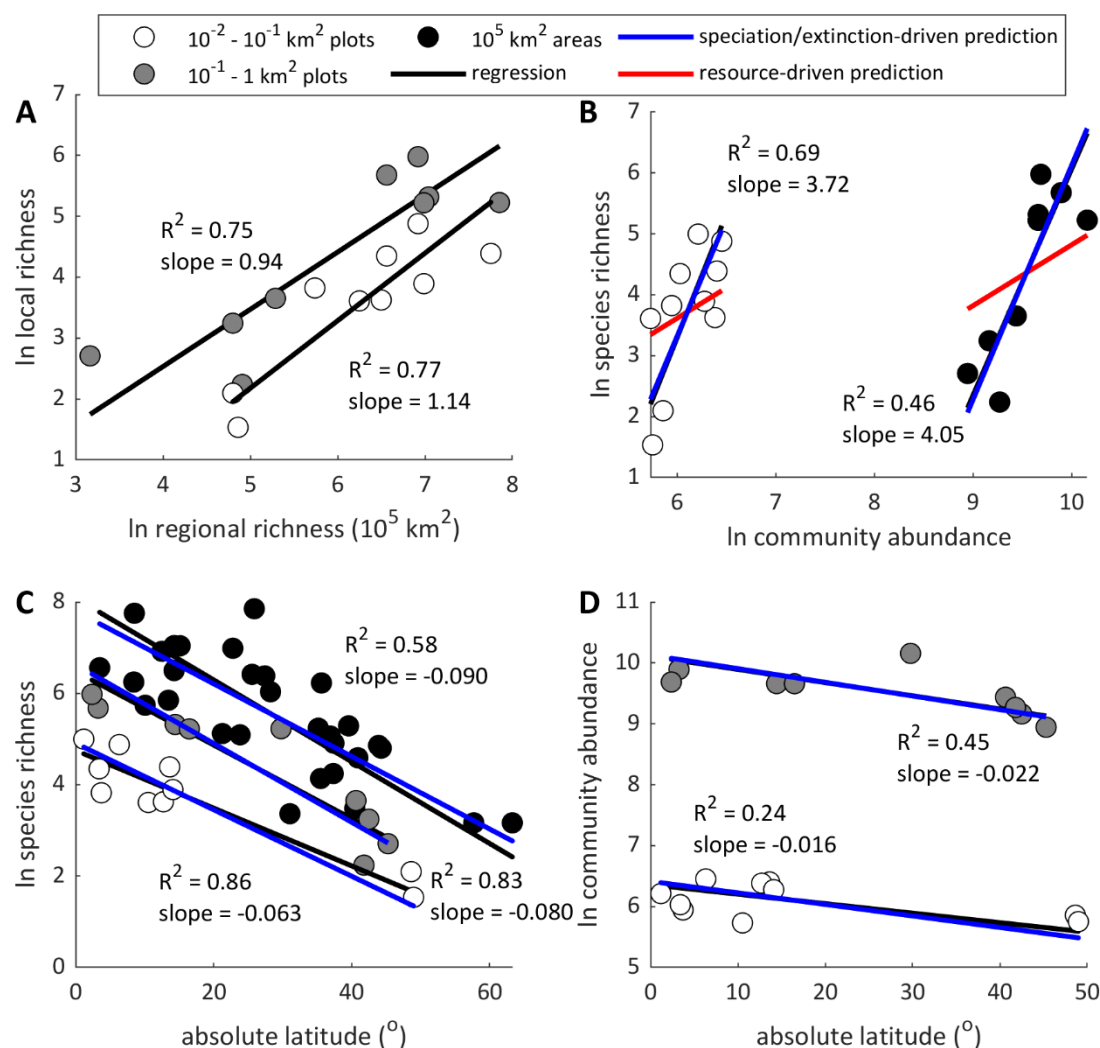 10⁻² - 10⁻¹ km² plots
10⁵ km² areas
speciation/extinction-driven prediction
10⁻¹ - 1 km² plots
regression
resource-driven prediction
A
7
6
5
4
3
2
1
ln local richness
R² = 0.75
slope = 0.94
R² = 0.77
slope = 1.14
3 4 5 6 7 8
ln regional richness (10⁵ km²)
B
7
6
5
4
3
2
1
ln species richness
R² = 0.69
slope = 3.72
R² = 0.46
slope = 4.05
6 7 8 9 10
ln community abundance
C
8
6
4
2
0
ln species richness
R² = 0.58
slope = -0.090
R² = 0.86
slope = -0.063
R² = 0.83
slope = -0.080
0 20 40 60
absolute latitude (°)
D
11
10
9
8
7
6
5
ln community abundance
R² = 0.45
slope = -0.022
R² = 0.24
slope = -0.016
0 10 20 30 40 50
absolute latitude (°)